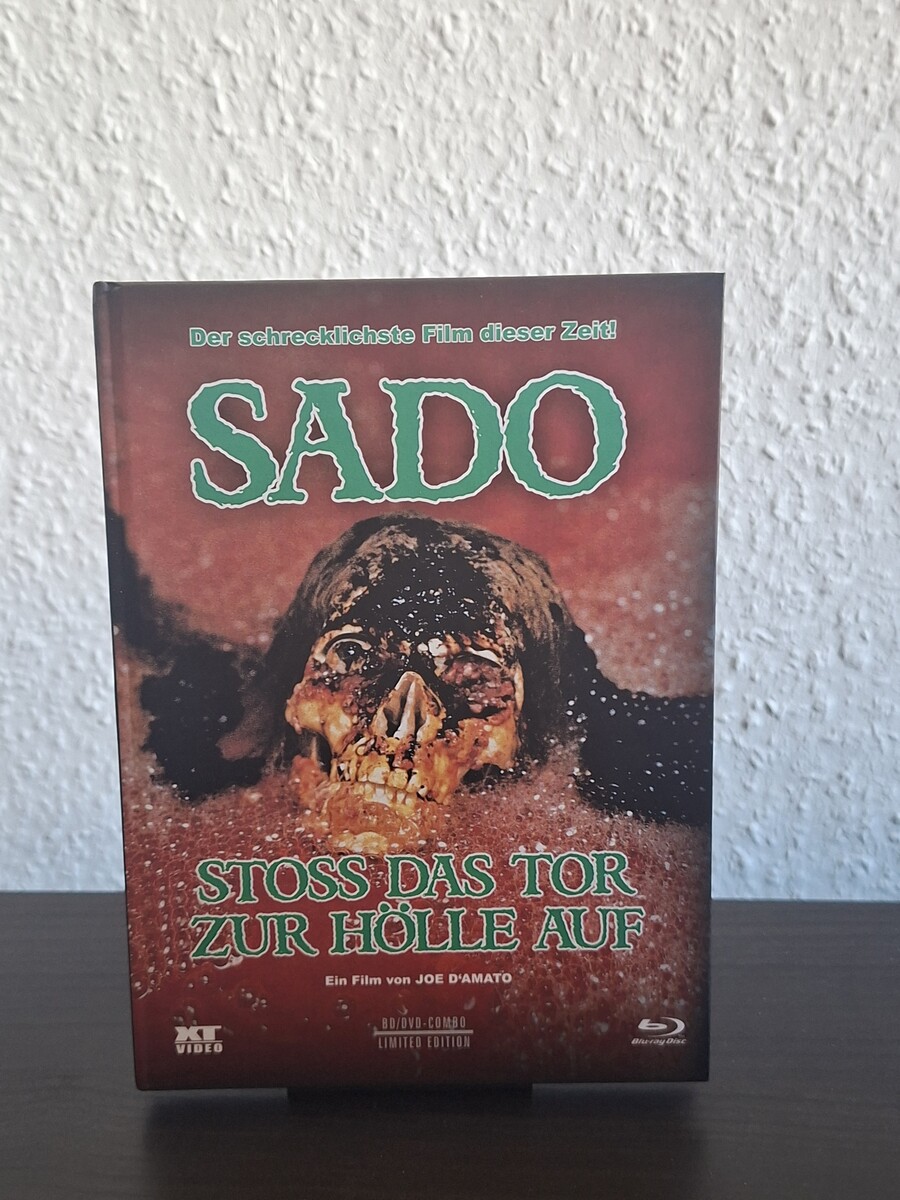 Der schrecklichste Film dieser Zeit!
SADO
STOSS DAS TOR
ZUR HÖLLE AUF
Ein Film von JOE D'AMATO
XT
VIDEO
BD/DVD-COMBO
LIMITED EDITION
Blu-ray Disc